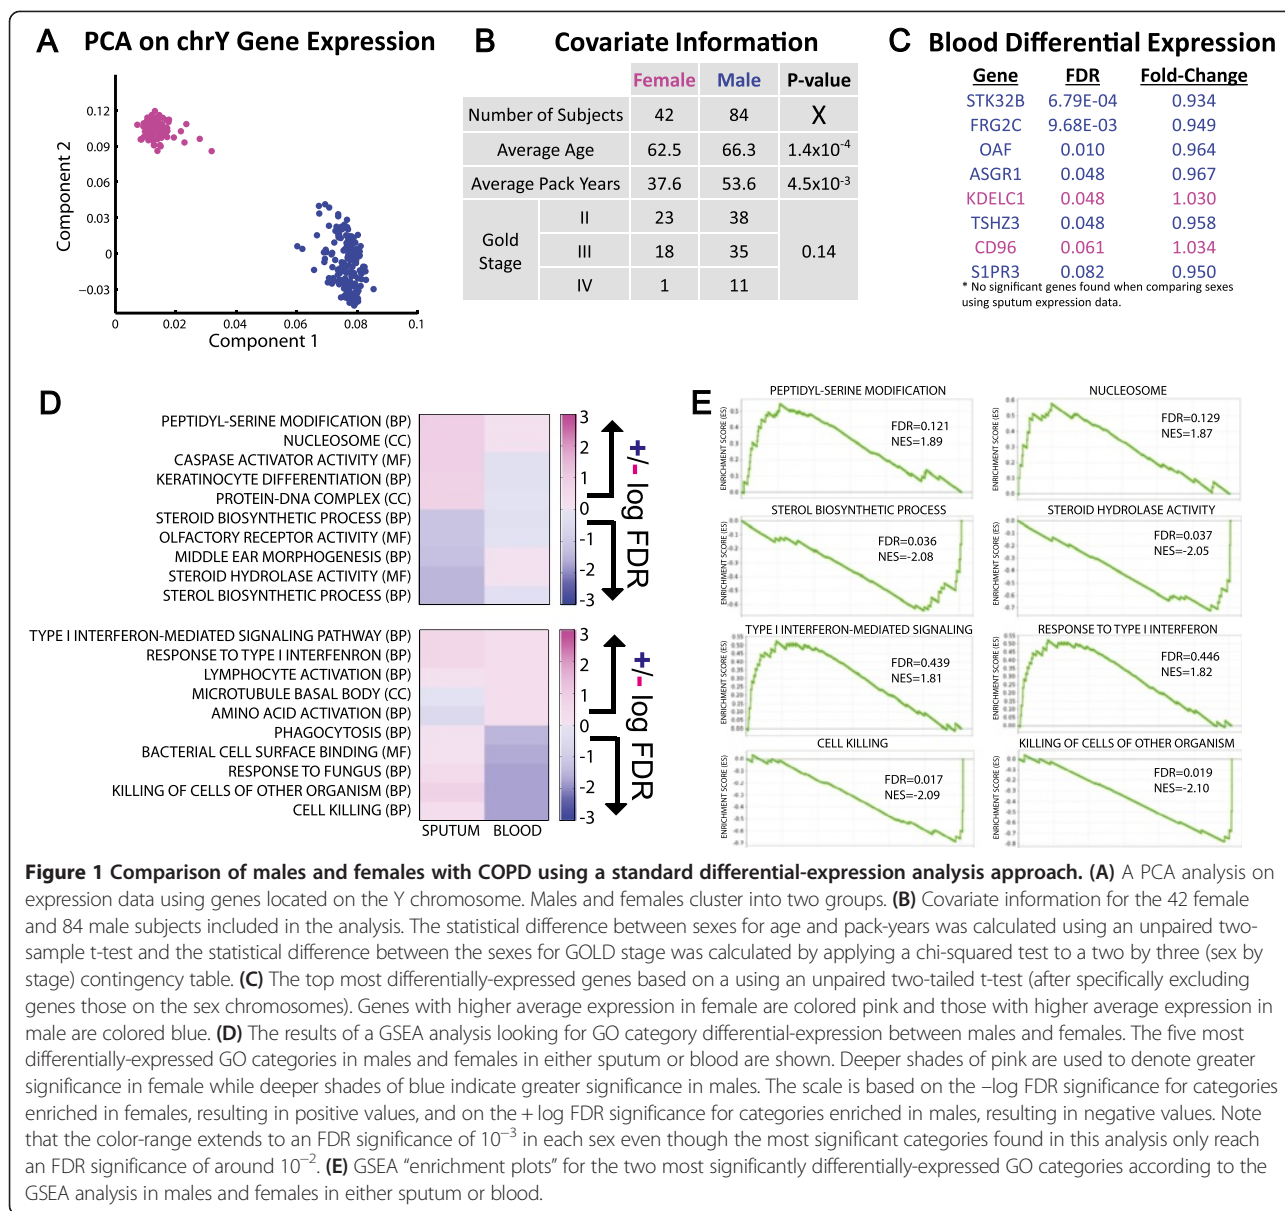 A PCA on chrY Gene Expression
Component 2
0.12
0.09
0.06
0.03
0
−0.03
0 0.02 0.04 0.06 0.08 0.1
Component 1
B Covariate Information
Female Male P-value
Number of Subjects 42 84 X
Average Age 62.5 66.3 1.4x10-4
Average Pack Years 37.6 53.6 4.5x10-3
Gold Stage II 23 38 0.14
III 18 35
IV 1 11
C Blood Differential Expression
Gene FDR Fold-Change
STK32B 6.79E-04 0.934
FRG2C 9.68E-03 0.949
OAF 0.010 0.964
ASGR1 0.048 0.967
KDELC1 0.048 1.030
TSHZ3 0.048 0.958
CD96 0.061 1.034
S1PR3 0.082 0.950
* No significant genes found when comparing sexes
using sputum expression data.
D
PEPTIDYL-SERINE MODIFICATION (BP)
NUCLEOSOME (CC)
CASPASE ACTIVATOR ACTIVITY (MF)
KERATINOCYTE DIFFERENTIATION (BP)
PROTEIN-DNA COMPLEX (CC)
STEROID BIOSYNTHETIC PROCESS (BP)
OLFACTORY RECEPTOR ACTIVITY (MF)
MIDDLE EAR MORPHOGENESIS (BP)
STEROID HYDROLASE ACTIVITY (MF)
STEROL BIOSYNTHETIC PROCESS (BP)
3
2
1
0
-1
-2
-3
+/- log FDR
TYPE I INTERFERON-MEDIATED SIGNALING PATHWAY (BP)
RESPONSE TO TYPE I INTERFENRON (BP)
LYMPHOCYTE ACTIVATION (BP)
MICROTUBULE BASAL BODY (CC)
AMINO ACID ACTIVATION (BP)
PHAGOCYTOSIS (BP)
BACTERIAL CELL SURFACE BINDING (MF)
RESPONSE TO FUNGUS (BP)
KILLING OF CELLS OF OTHER ORGANISM (BP)
CELL KILLING (BP)
SPUTUM BLOOD
3
2
1
0
-1
-2
-3
+/- log FDR
E
PEPTIDYL-SERINE MODIFICATION
ENRICHMENT SCORE (ES)
FDR=0.121
NES=1.89
NUCLEOSOME
ENRICHMENT SCORE (ES)
FDR=0.129
NES=1.87
STEROL BIOSYNTHETIC PROCESS
ENRICHMENT SCORE (ES)
FDR=0.036
NES=-2.08
STEROID HYDROLASE ACTIVITY
ENRICHMENT SCORE (ES)
FDR=0.037
NES=-2.05
TYPE I INTERFERON-MEDIATED SIGNALING
ENRICHMENT SCORE (ES)
FDR=0.439
NES=1.81
RESPONSE TO TYPE I INTERFERON
ENRICHMENT SCORE (ES)
FDR=0.446
NES=1.82
CELL KILLING
ENRICHMENT SCORE (ES)
FDR=0.017
NES=-2.09
KILLING OF CELLS OF OTHER ORGANISM
ENRICHMENT SCORE (ES)
FDR=0.019
NES=-2.10
Figure 1 Comparison of males and females with COPD using a standard differential-expression analysis approach. (A) A PCA analysis on
expression data using genes located on the Y chromosome. Males and females cluster into two groups. (B) Covariate information for the 42 female
and 84 male subjects included in the analysis. The statistical difference between sexes for age and pack-years was calculated using an unpaired two-
sample t-test and the statistical difference between the sexes for GOLD stage was calculated by applying a chi-squared test to a two by three (sex by
stage) contingency table. (C) The top most differentially-expressed genes based on a using an unpaired two-tailed t-test (after specifically excluding
genes those on the sex chromosomes). Genes with higher average expression in female are colored pink and those with higher average expression in
male are colored blue. (D) The results of a GSEA analysis looking for GO category differential-expression between males and females. The five most
differentially-expressed GO categories in males and females in either sputum or blood are shown. Deeper shades of pink are used to denote greater
significance in female while deeper shades of blue indicate greater significance in males. The scale is based on the –log FDR significance for categories
enriched in females, resulting in positive values, and on the + log FDR significance for categories enriched in males, resulting in negative values. Note
that the color-range extends to an FDR significance of 10−3 in each sex even though the most significant categories found in this analysis only reach
an FDR significance of around 10−2. (E) GSEA “enrichment plots” for the two most significantly differentially-expressed GO categories according to the
GSEA analysis in males and females in either sputum or blood.